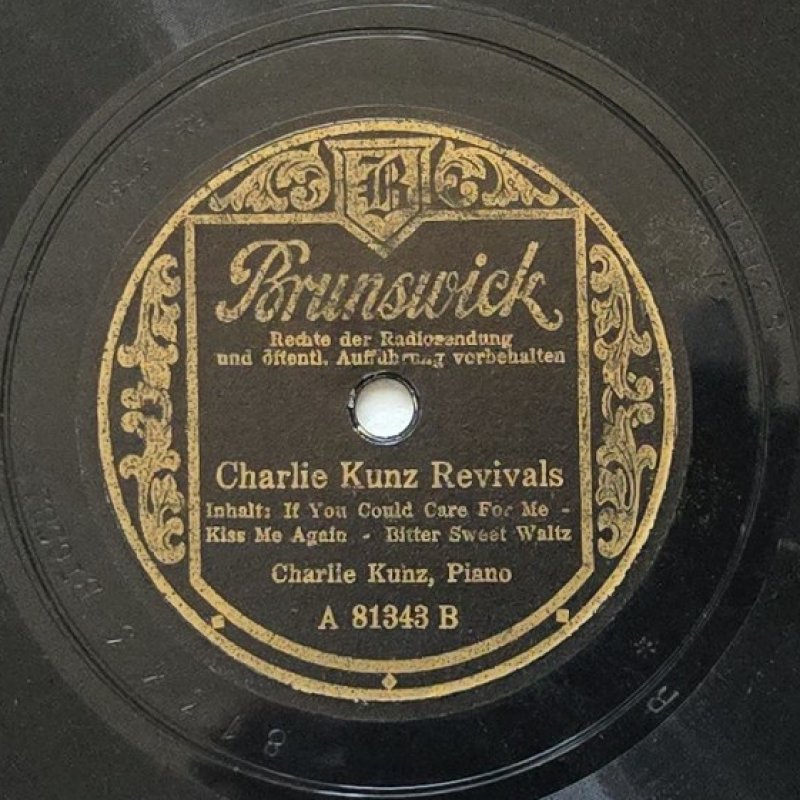 B
Brunswick
Rechte der Radiosendung
und öffentl. Aufführung vorbehalten
Charlie Kunz Revivals
Inhalt: If You Could Care For Me -
Kiss Me Again - Bitter Sweet Waltz
Charlie Kunz, Piano
A 81343 B